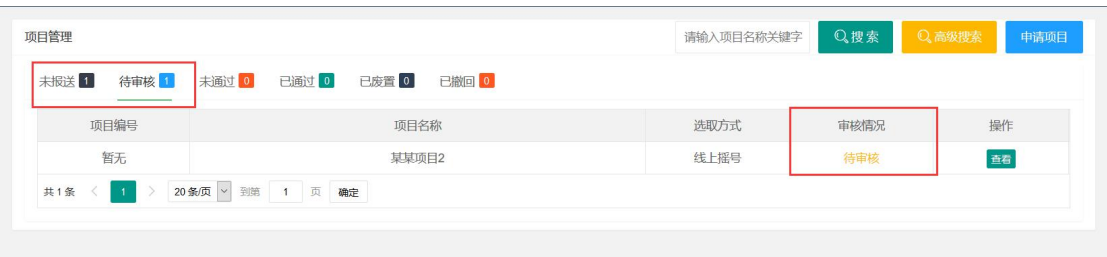 项目管理 请输入项目名称关键字 搜索 高级搜索 申请项目
未报送 1 待审核 1 未通过 0 已通过 0 已废置 0 已撤回 0
项目编号 项目名称 选取方式 审核情况 操作
暂无 某某项目2 线上摇号 待审核 查看
共 1 条 < 1 > 20 条/页 到第 1 页 确定